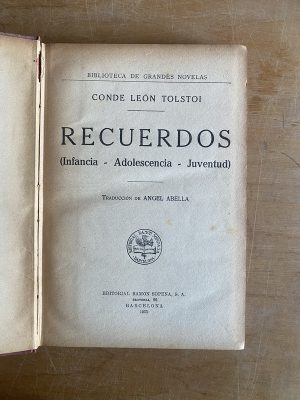 BIBLIOTECA DE GRANDES NOVELAS
CONDE LEÓN TOLSTOI
RECUERDOS
(Infancia - Adolescencia - Juventud)
TRADUCCIÓN DE ANGEL ABELLA
EDITORIAL RAMÓN SOPENA, S. A.
BARCELONA